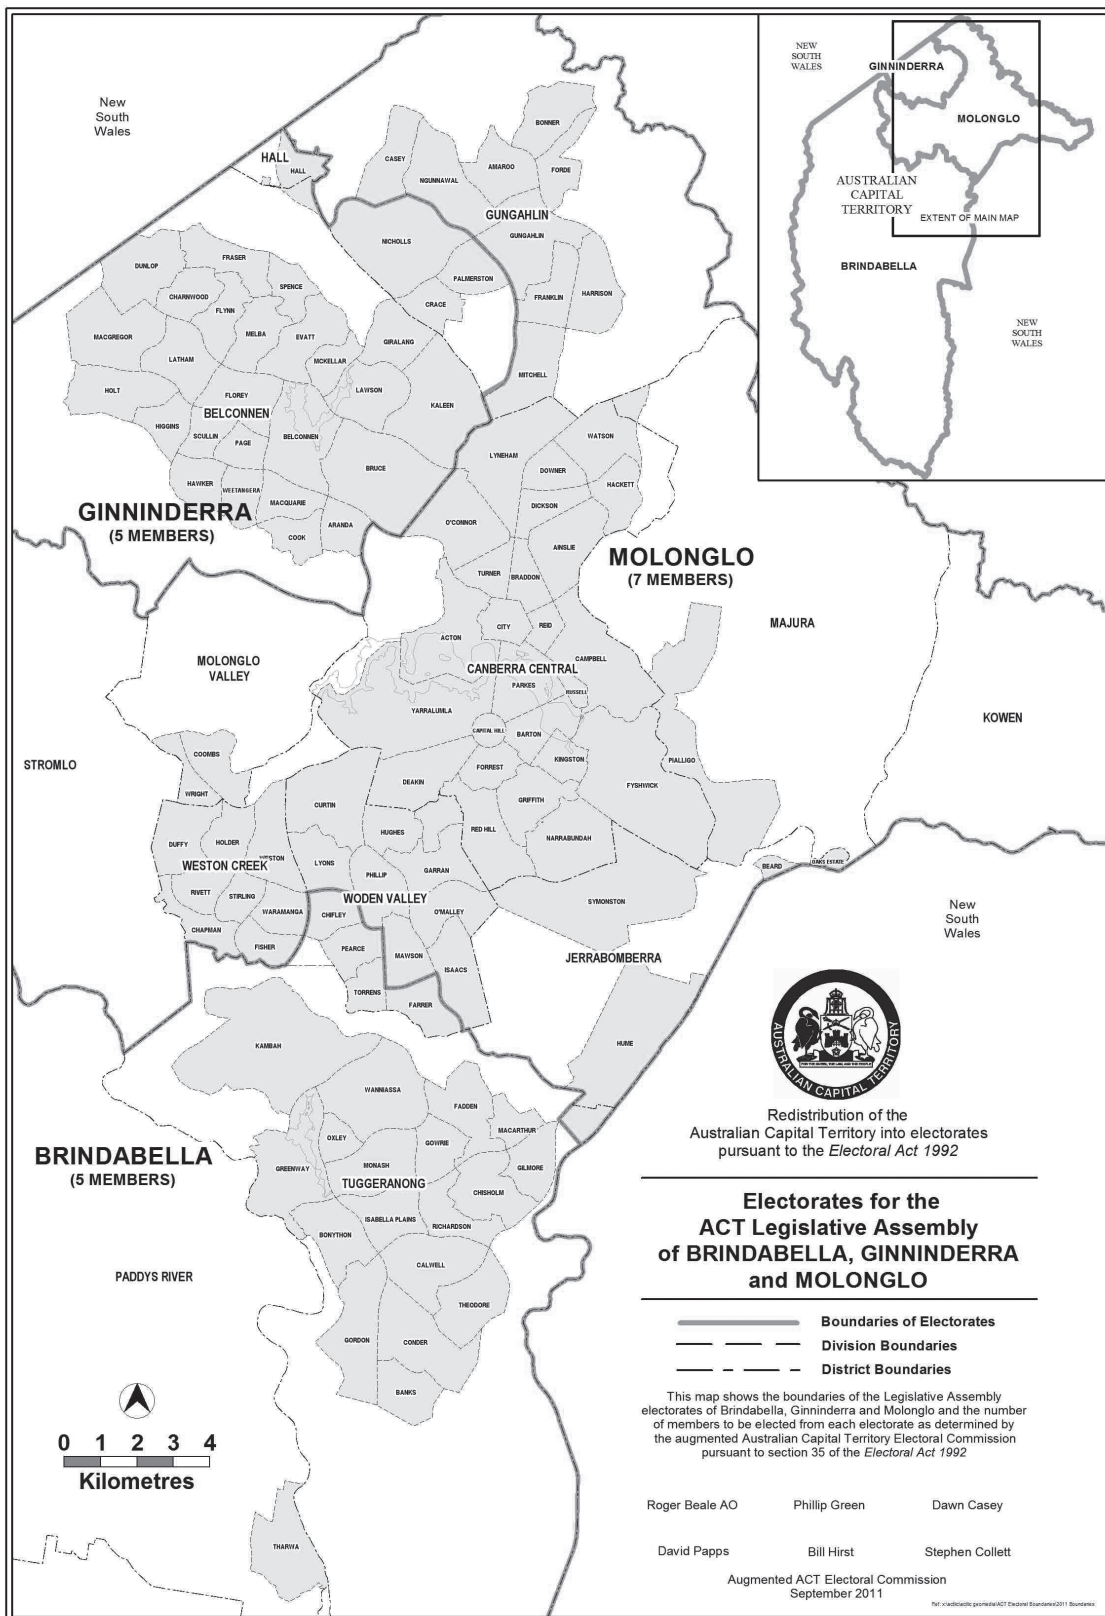 New
South
Wales
NEW
SOUTH
WALES
GINNINDERRA
MOLONGLO
AUSTRALIAN
CAPITAL
TERRITORY
EXTENT OF MAIN MAP
BRINDABELLA
NEW
SOUTH
WALES
HALL
HALL
BONNER
CASEY
NGUNNAWAL
AMAROO
FORDE
GUNGAHLIN
GUNGAHLIN
NICHOLLS
PALMERSTON
CRACE
FRANKLIN
HARRISON
MITCHELL
DUNLOP
FRASER
SPENCE
CHARNWOOD
FLYNN
MACGREGOR
MELBA
EVATT
GIRALANG
LATHAM
MCKELLAR
HOLT
FLOREY
LAWSON
KALEEN
BELCONNEN
HIGGINS
SCULLIN
PAGE
BELCONNEN
BRUCE
HAWKER
WEETANGERA
MACQUARIE
COOK
ARANDA
GINNINDERRA
(5 MEMBERS)
WATSON
LYNEHAM
DOWNER
HACKETT
DICKSON
O'CONNOR
AINSLIE
MOLONGLO
(7 MEMBERS)
TURNER
BRADDON
CITY
REID
ACTON
CAMPBELL
CANBERRA CENTRAL
PARKES
RUSSELL
YARRALUMLA
CAPITAL HILL
BARTON
MAJURA
KOWEN
MOLONGLO
VALLEY
STROMLO
COOMBS
WRIGHT
KINGSTON
PIALLIGO
FORREST
DEAKIN
FYSHWICK
CURTIN
GRIFFITH
HUGHES
RED HILL
NARRABUNDAH
DUFFY
HOLDER
WESTON CREEK
LYONS
GARRAN
PHILLIP
BEARD
OAKS ESTATE
RIVETT
STIRLING
WODEN VALLEY
SYMONSTON
WARAMANGA
CHIFLEY
O'MALLEY
CHAPMAN
FISHER
PEARCE
MAWSON
ISAACS
JERRABOMBERRA
TORRENS
FARRER
New
South
Wales
KAMBAH
HUME
WANNIASSA
FADDEN
MACARTHUR
OXLEY
GOWRIE
BRINDABELLA
(5 MEMBERS)
GREENWAY
MONASH
GILMORE
TUGGERANONG
CHISHOLM
ISABELLA PLAINS
RICHARDSON
BONYTHON
CALWELL
PADDYS RIVER
THEODORE
GORDON
CONDER
BANKS
THARWA
0 1 2 3 4
Kilometres
AUSTRALIAN CAPITAL TERRITORY
Redistribution of the
Australian Capital Territory into electorates
pursuant to the Electoral Act 1992
Electorates for the
ACT Legislative Assembly
of BRINDABELLA, GINNINDERRA
and MOLONGLO
Boundaries of Electorates
Division Boundaries
District Boundaries
This map shows the boundaries of the Legislative Assembly
electorates of Brindabella, Ginninderra and Molonglo and the number
of members to be elected from each electorate as determined by
the augmented Australian Capital Territory Electoral Commission
pursuant to section 35 of the Electoral Act 1992
Roger Beale AO Phillip Green Dawn Casey
David Papps Bill Hirst Stephen Collett
Augmented ACT Electoral Commission
September 2011